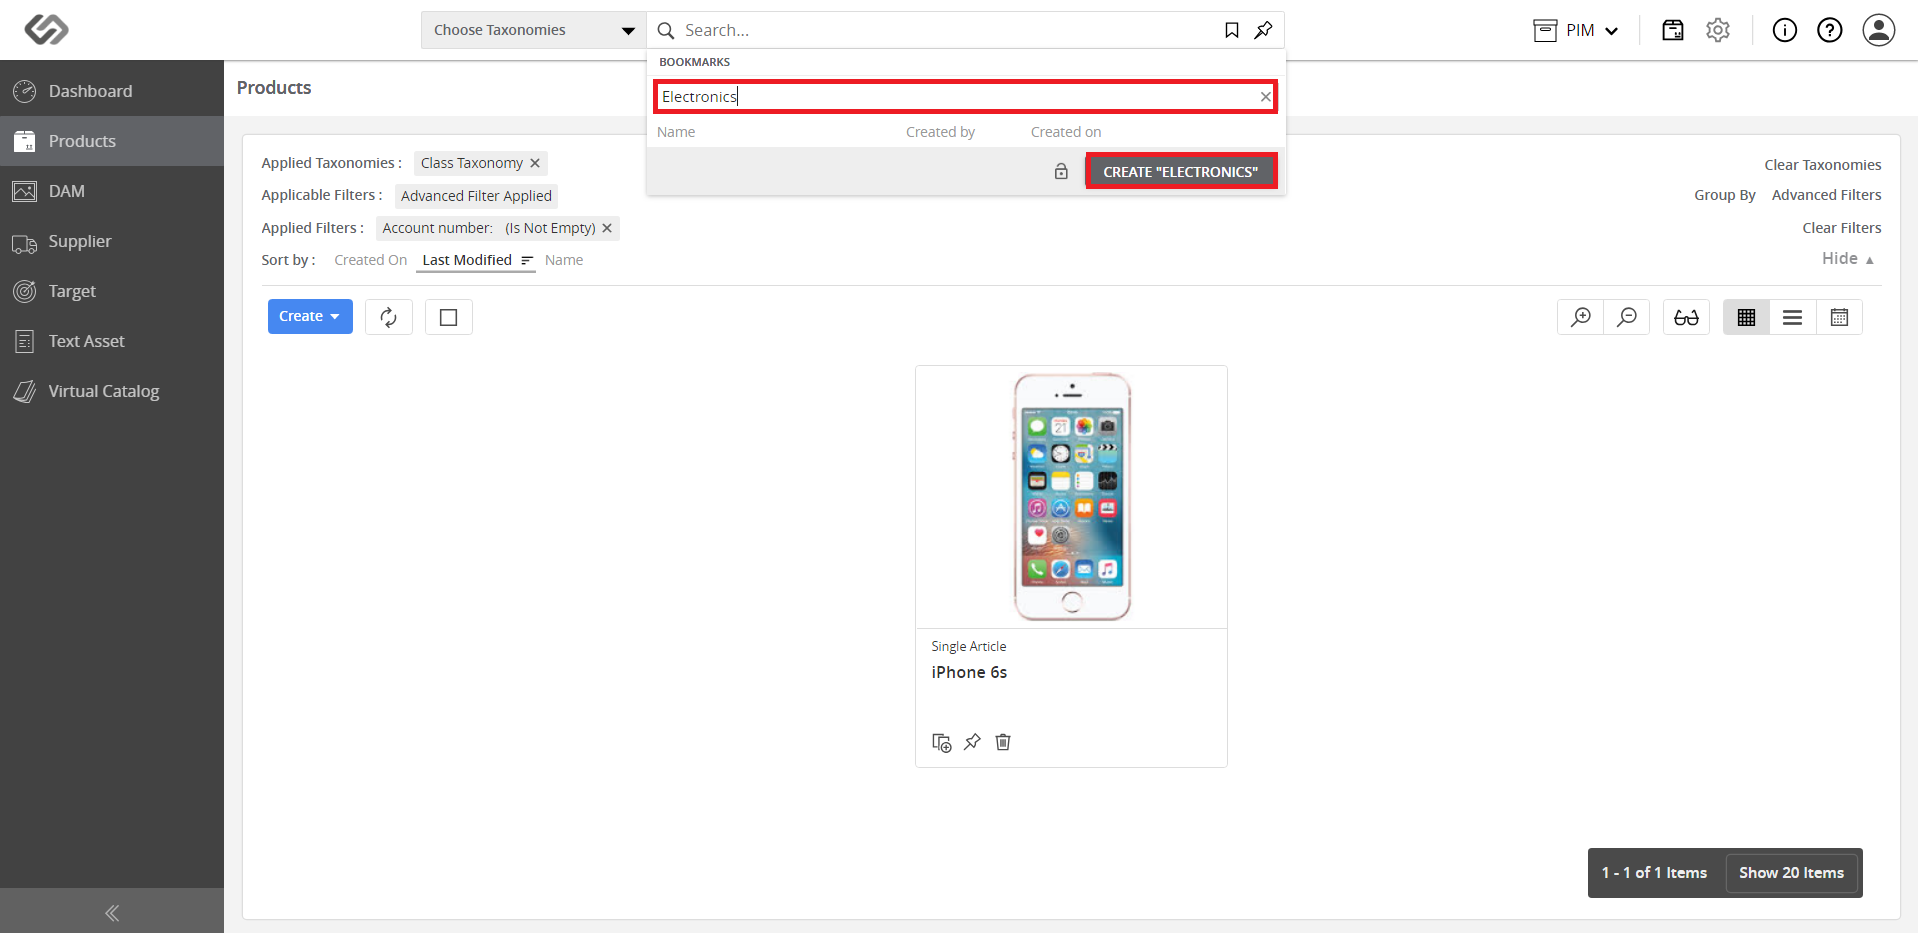 Choose Taxonomies
Search...
PIM
BOOKMARKS
Electronics
Name Created by Created on
CREATE "ELECTRONICS"
Dashboard
Products
DAM
Supplier
Target
Text Asset
Virtual Catalog
Products
Applied Taxonomies : Class Taxonomy
Clear Taxonomies
Applicable Filters : Advanced Filter Applied
Group By Advanced Filters
Applied Filters : Account number: (Is Not Empty)
Clear Filters
Sort by : Created On Last Modified Name
Hide
Create
Single Article
iPhone 6s
1 - 1 of 1 Items Show 20 Items